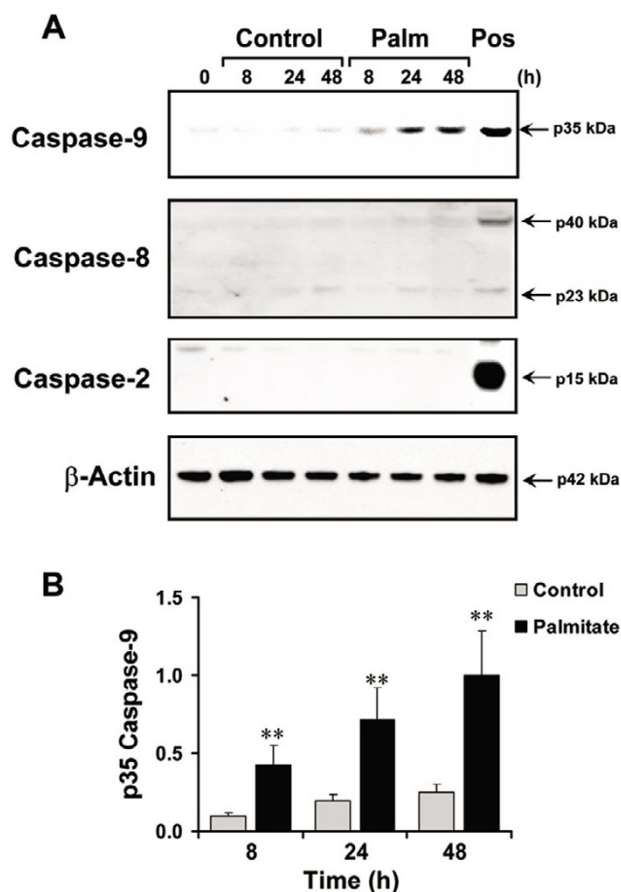 A
Control Palm Pos
0 8 24 48 8 24 48 (h)
Caspase-9
p35 kDa
Caspase-8
p40 kDa
p23 kDa
Caspase-2
p15 kDa
β-Actin
p42 kDa
B
Control
Palmitate
p35 Caspase-9
1.5
1.0
0.5
0.0
**
**
**
8 24 48
Time (h)